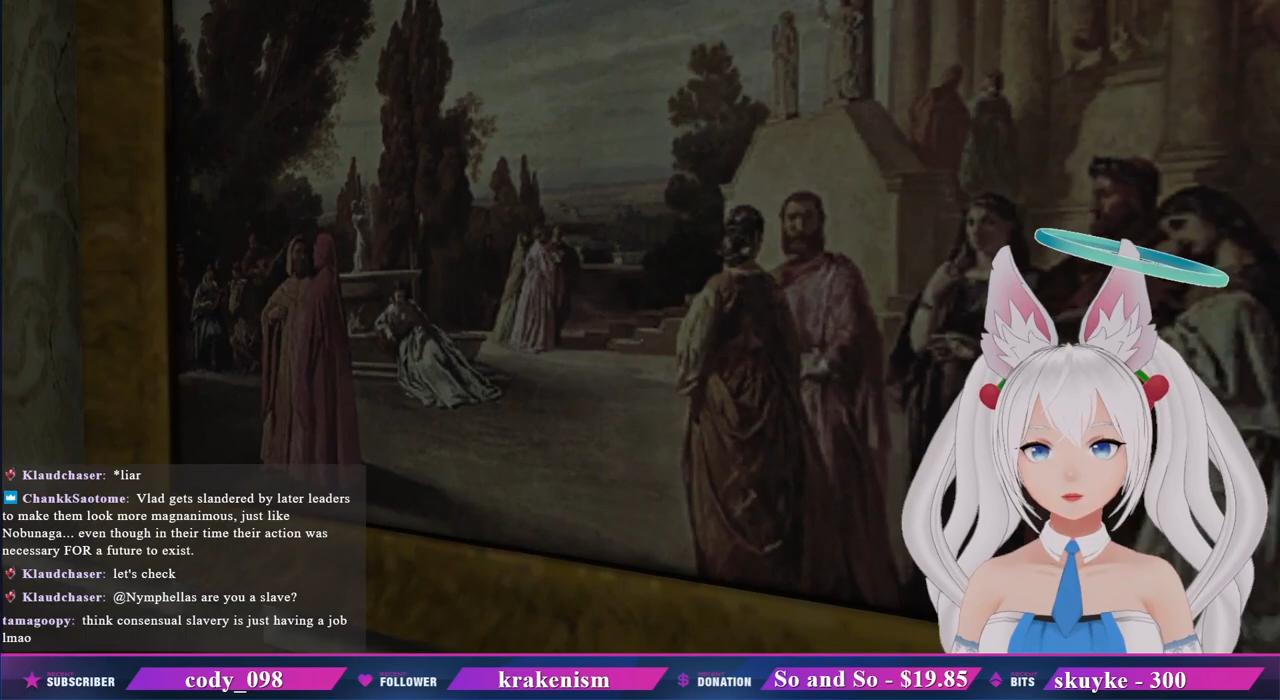 Klaudchaser: *liar
ChankkSaotome: Vlad gets slandered by later leaders
to make them look more magnanimous, just like
Nobunaga... even though in their time their action was
necessary FOR a future to exist.
Klaudchaser: let's check
Klaudchaser: @Nymphellas are you a slave?
tamagoopy: think consensual slavery is just having a job
lmao
SUBSCRIBER cody_098 FOLLOWER krakenism DONATION So and So - $19.85 BITS skuyke - 300